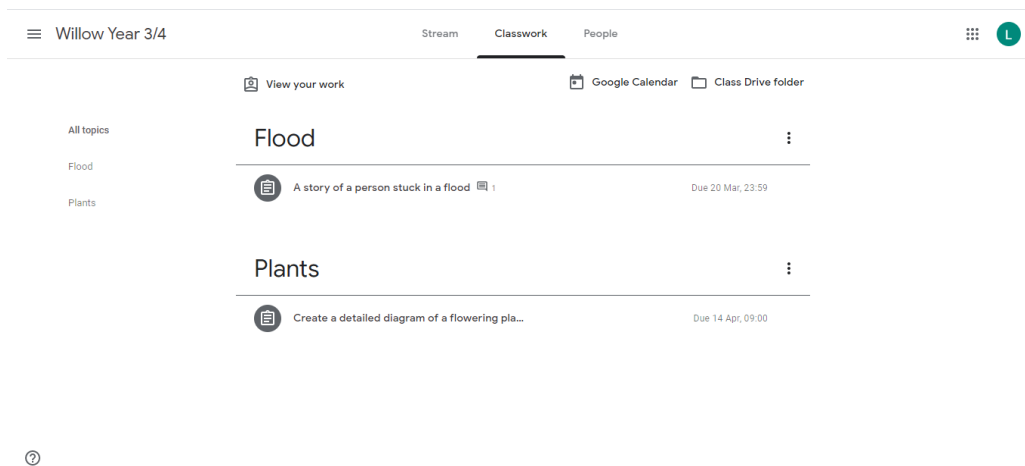 Willow Year 3/4
Stream
Classwork
People
L
View your work
Google Calendar
Class Drive folder
All topics
Flood
Plants
Flood
A story of a person stuck in a flood 1
Due 20 Mar, 23:59
Plants
Create a detailed diagram of a flowering pla...
Due 14 Apr, 09:00